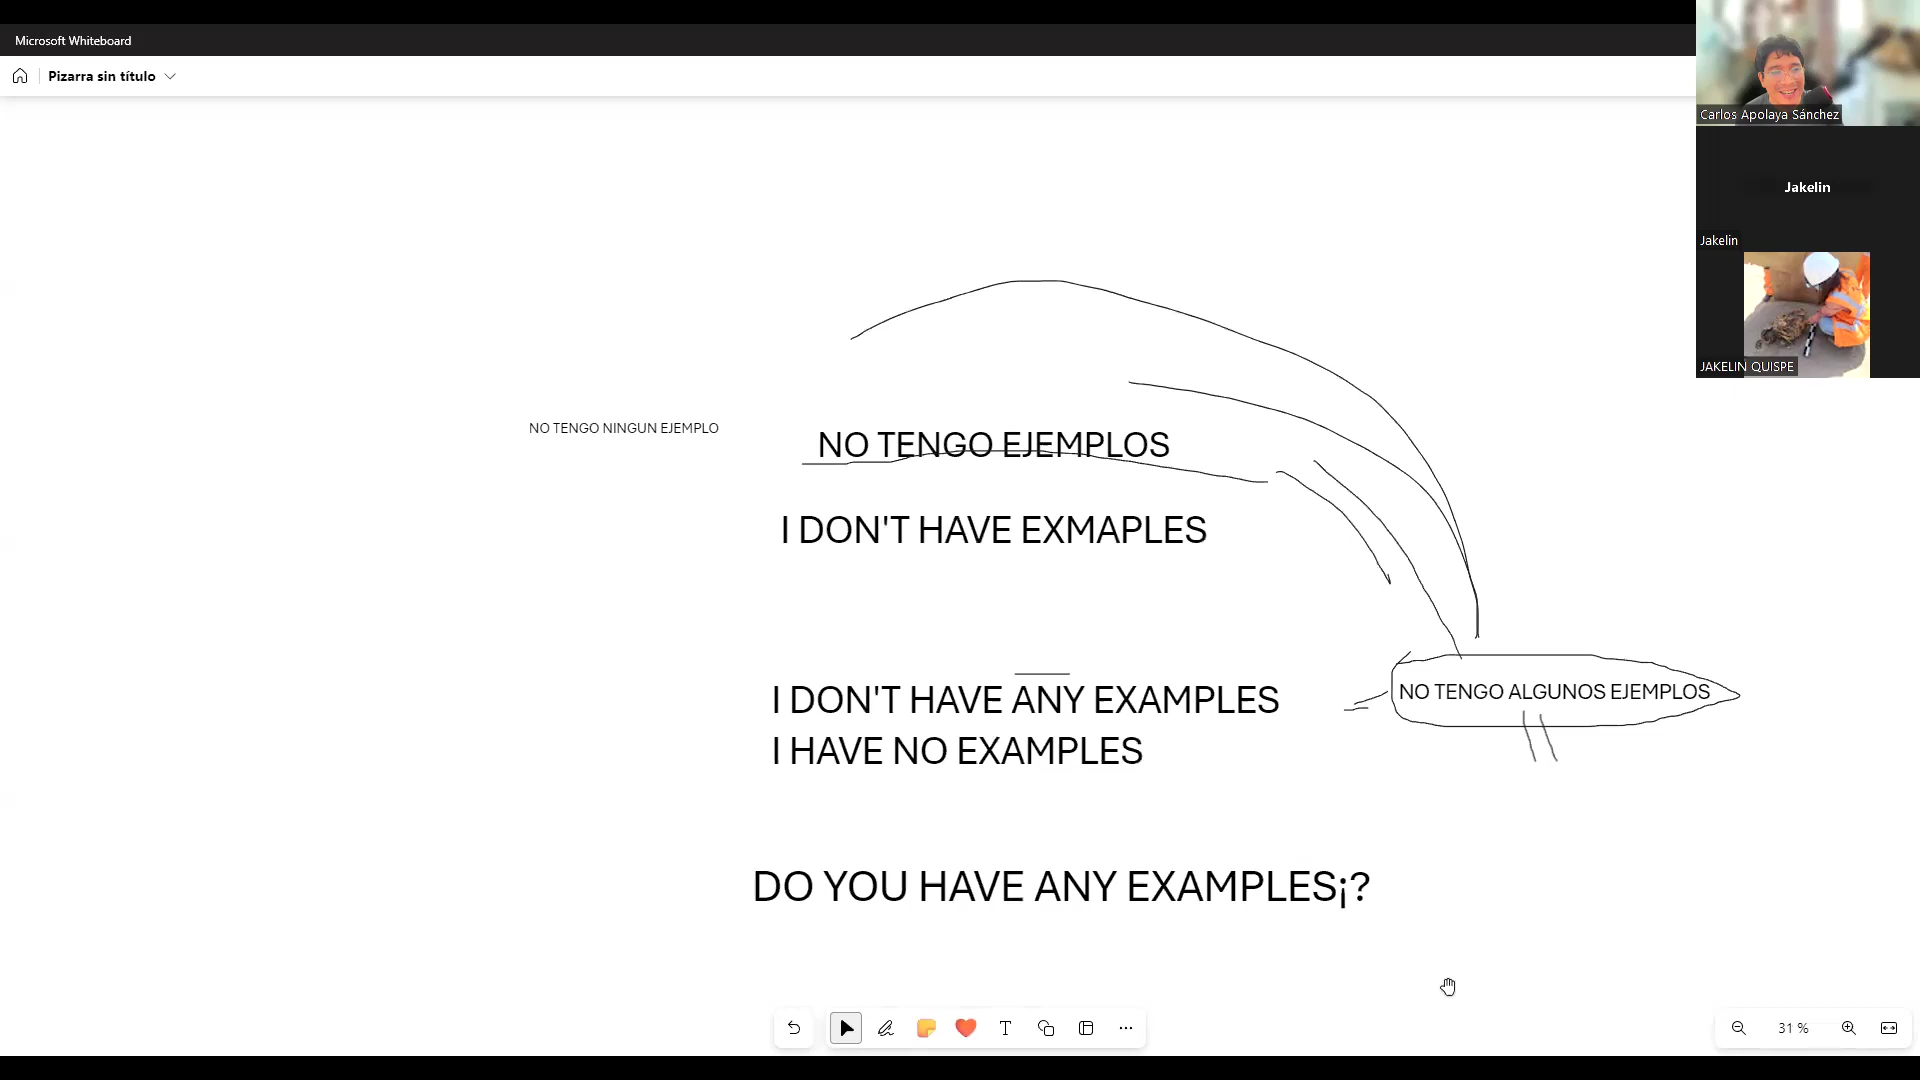 Microsoft Whiteboard
Pizarra sin título
Carlos Apolaya Sánchez
Jakelin
Jakelin
JAKELIN QUISPE
NO TENGO NINGUN EJEMPLO
NO TENGO EJEMPLOS
I DON'T HAVE EXMAPLES
I DON'T HAVE ANY EXAMPLES
NO TENGO ALGUNOS EJEMPLOS
I HAVE NO EXAMPLES
DO YOU HAVE ANY EXAMPLES¡?
31 %